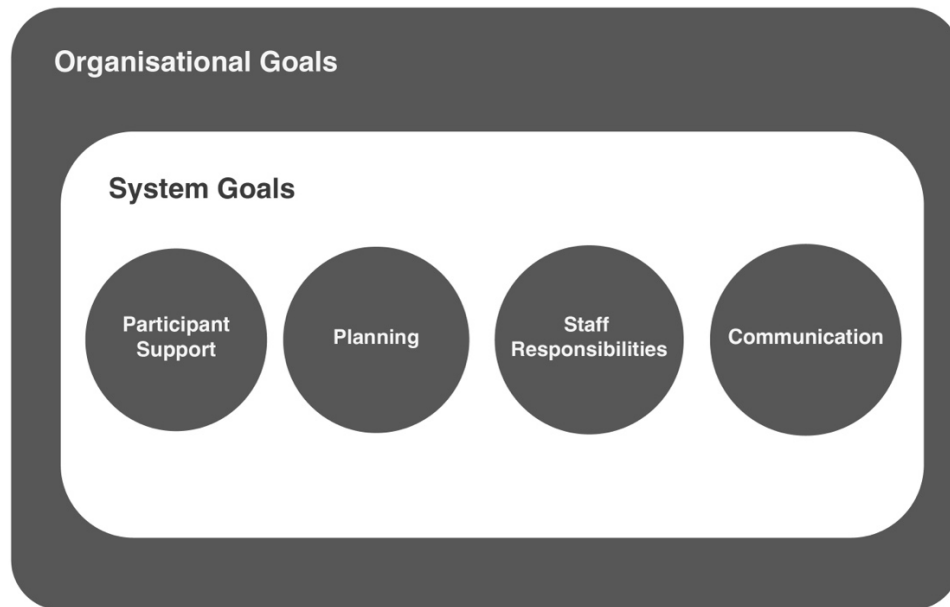 Organisational Goals
System Goals
Participant
Support
Planning
Staff
Responsibilities
Communication